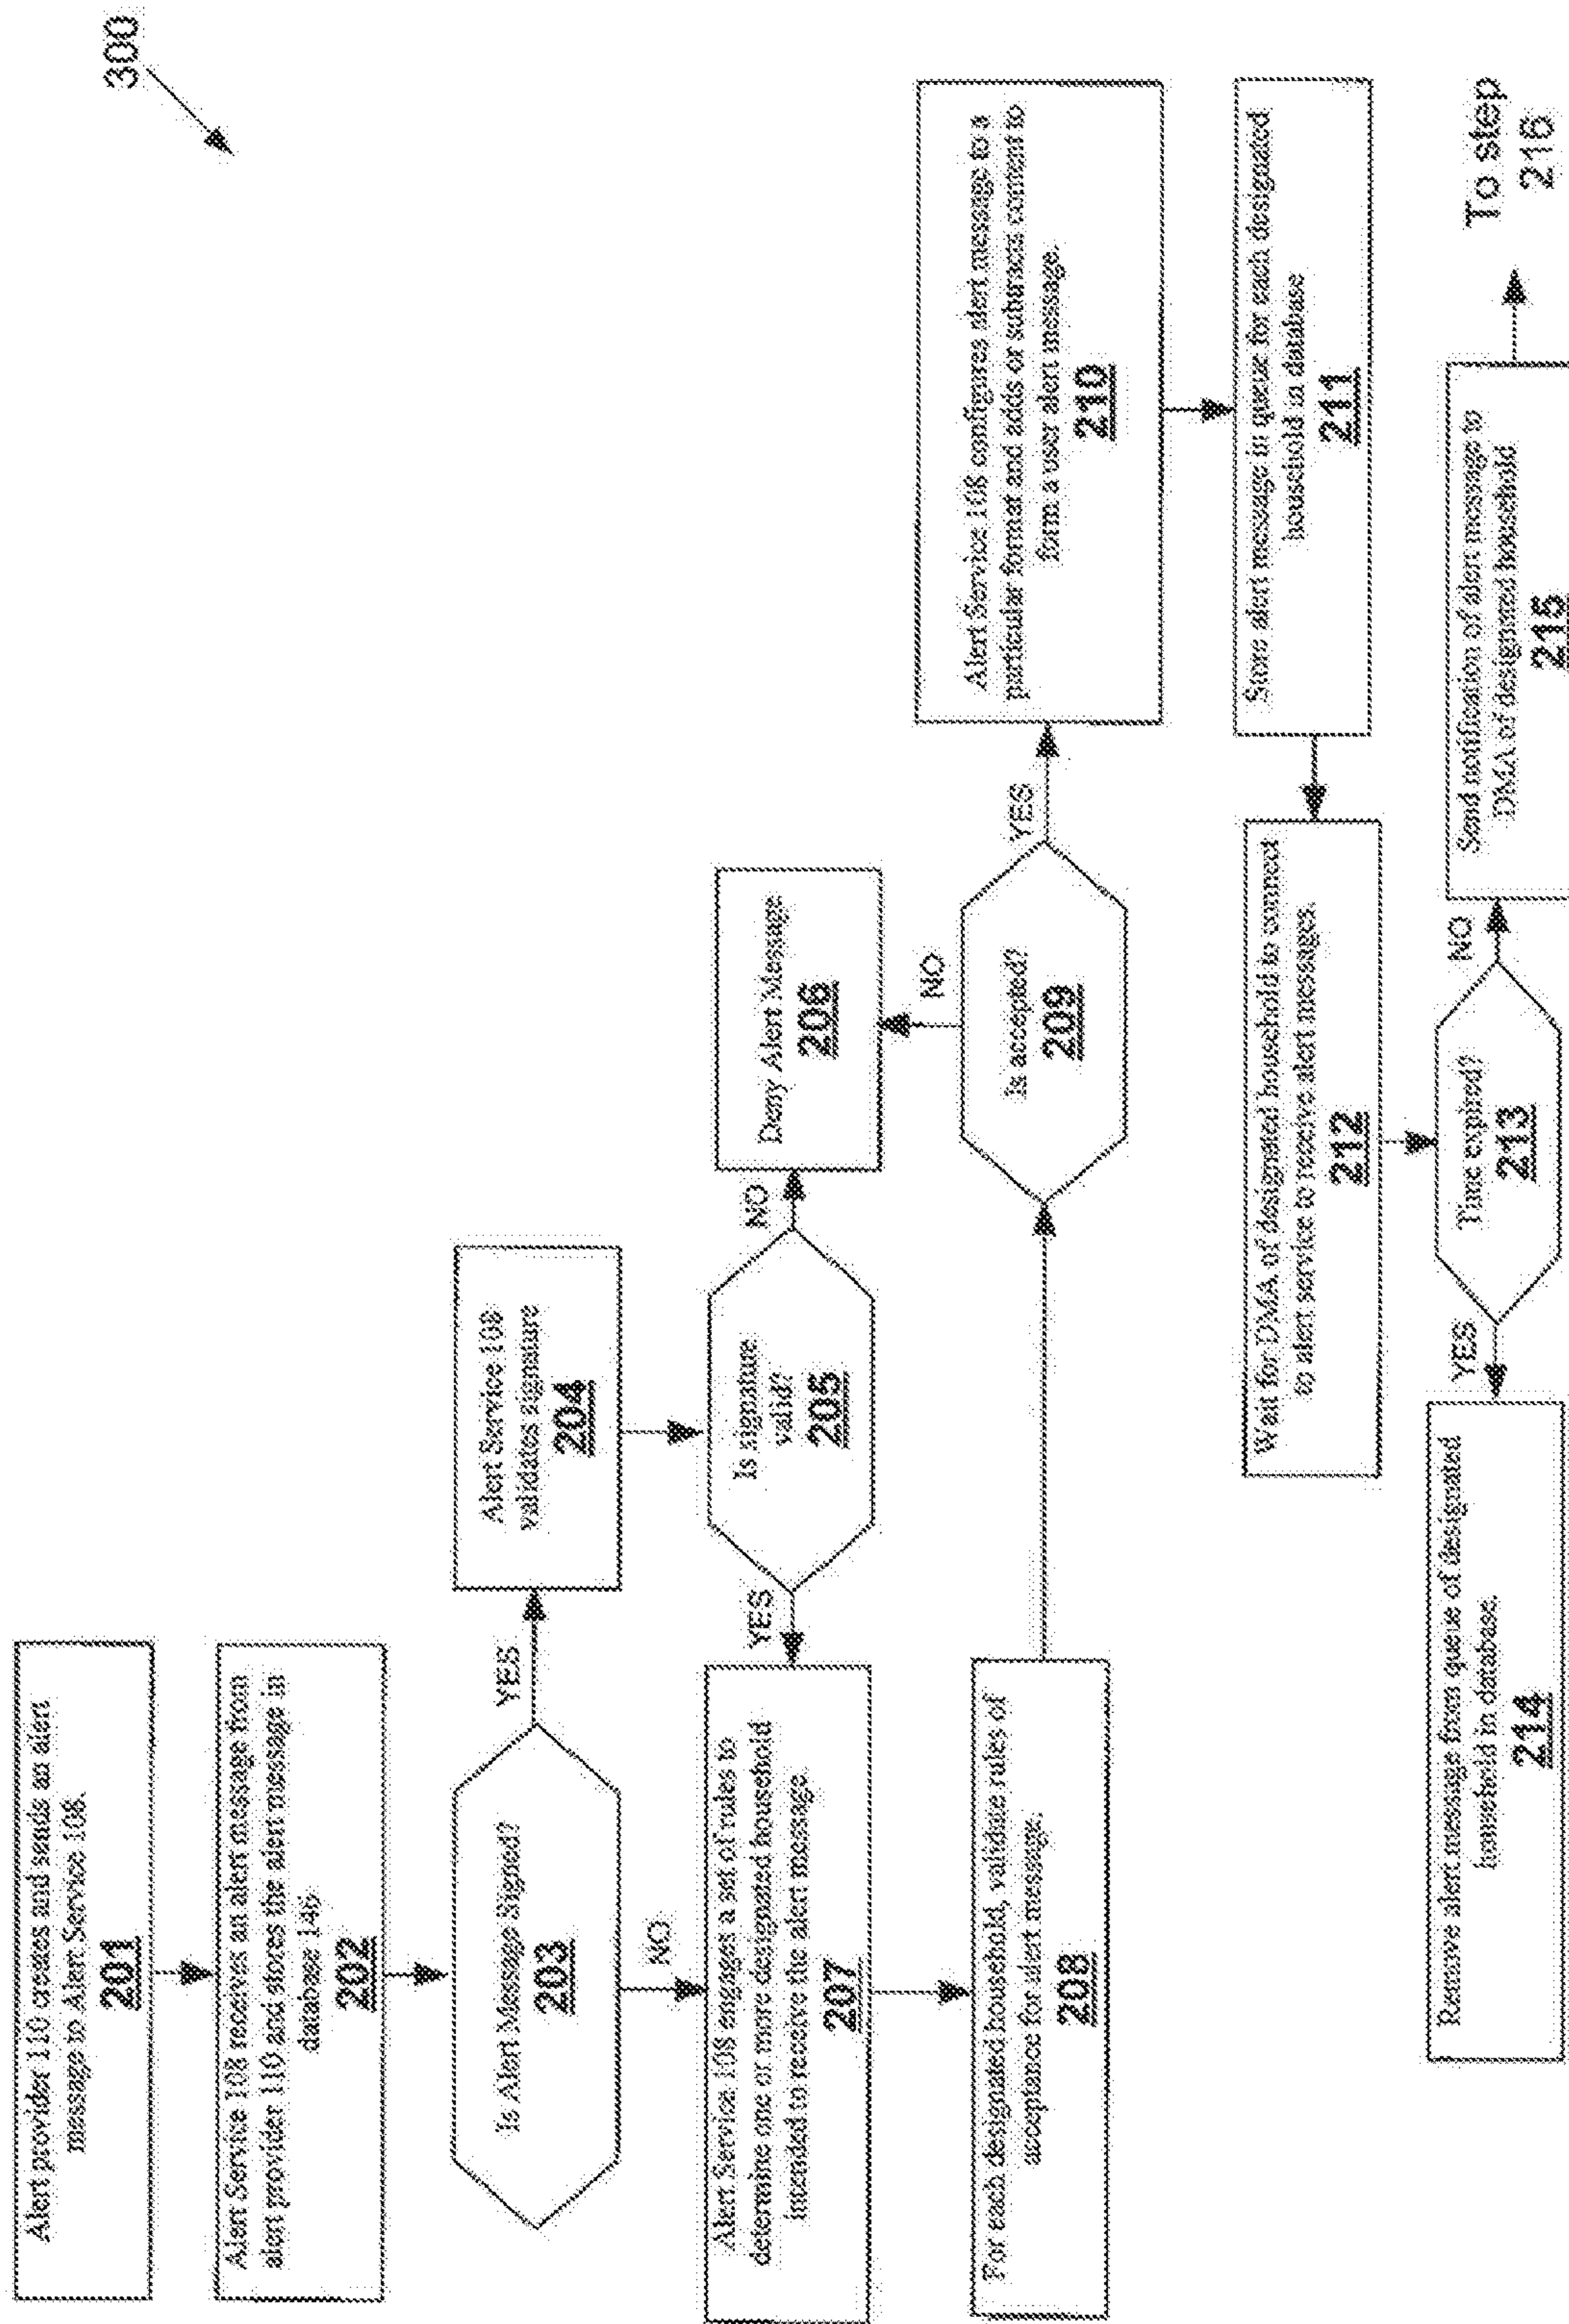 300
Alert provider 110 creates and sends an alert
message to Alert Service 108.
201
Alert Service 108 receives an alert message from
alert provider 110 and stores the alert message in
database 146
202
Is Alert Message Signed?
203
YES
NO
Alert Service 108
validates signature
204
Is signature
valid?
205
YES
NO
Deny Alert Message
206
Alert Service 108 engages a set of rules to
determine one or more designated household
intended to receive the alert message.
207
For each designated household, validate rules of
acceptance for alert message.
208
Is accepted?
209
NO
YES
Alert Service 108 configures alert message to a
particular format and adds or subtracts content to
form a user alert message.
210
Store alert message in queue for each designated
household in database
211
Wait for DMA of designated household to connect
to alert service to receive alert messages.
212
Time expired?
213
YES
NO
Remove alert message from queue of designated
household in database.
214
Send notification of alert message to
DMA of designated household
215
To step
216